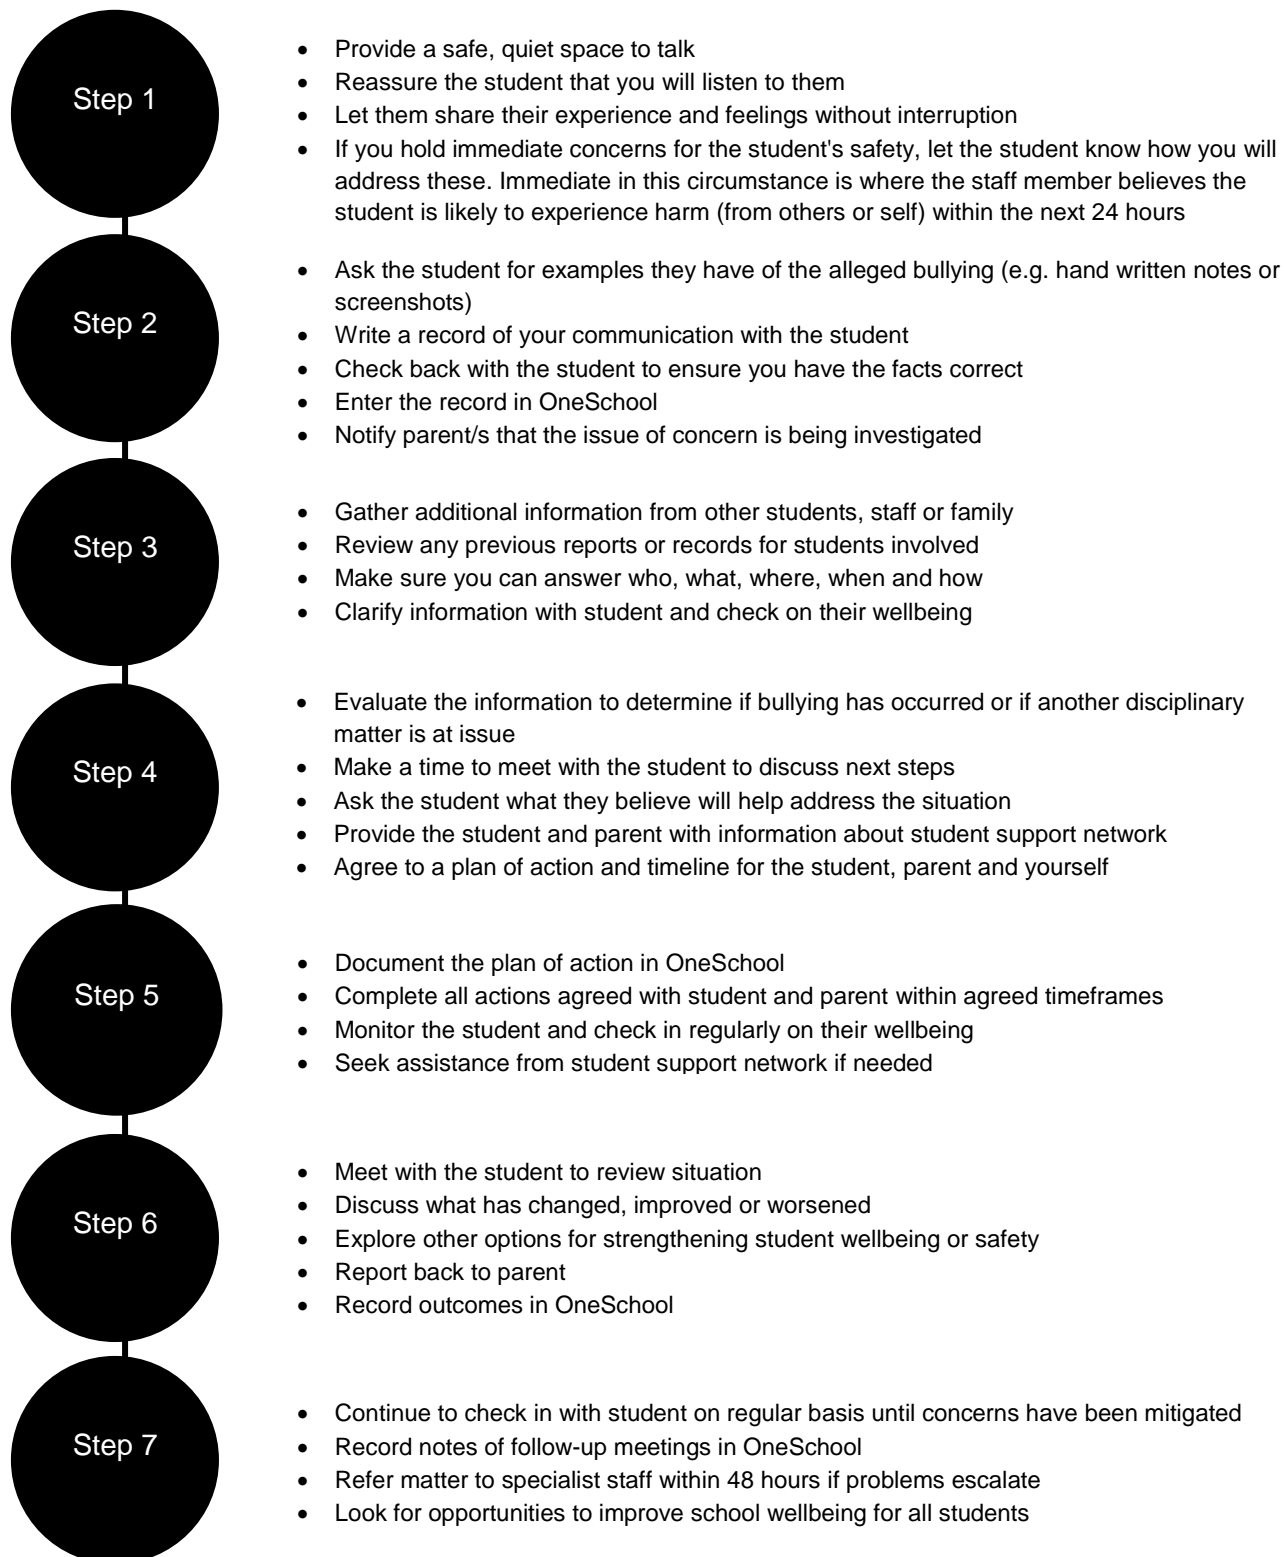 Step 1
• Provide a safe, quiet space to talk
• Reassure the student that you will listen to them
• Let them share their experience and feelings without interruption
• If you hold immediate concerns for the student's safety, let the student know how you will
address these. Immediate in this circumstance is where the staff member believes the
student is likely to experience harm (from others or self) within the next 24 hours
Step 2
• Ask the student for examples they have of the alleged bullying (e.g. hand written notes or
screenshots)
• Write a record of your communication with the student
• Check back with the student to ensure you have the facts correct
• Enter the record in OneSchool
• Notify parent/s that the issue of concern is being investigated
Step 3
• Gather additional information from other students, staff or family
• Review any previous reports or records for students involved
• Make sure you can answer who, what, where, when and how
• Clarify information with student and check on their wellbeing
Step 4
• Evaluate the information to determine if bullying has occurred or if another disciplinary
matter is at issue
• Make a time to meet with the student to discuss next steps
• Ask the student what they believe will help address the situation
• Provide the student and parent with information about student support network
• Agree to a plan of action and timeline for the student, parent and yourself
Step 5
• Document the plan of action in OneSchool
• Complete all actions agreed with student and parent within agreed timeframes
• Monitor the student and check in regularly on their wellbeing
• Seek assistance from student support network if needed
Step 6
• Meet with the student to review situation
• Discuss what has changed, improved or worsened
• Explore other options for strengthening student wellbeing or safety
• Report back to parent
• Record outcomes in OneSchool
Step 7
• Continue to check in with student on regular basis until concerns have been mitigated
• Record notes of follow-up meetings in OneSchool
• Refer matter to specialist staff within 48 hours if problems escalate
• Look for opportunities to improve school wellbeing for all students